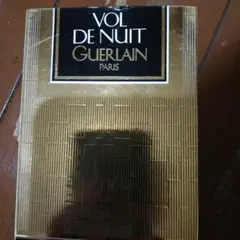 VOL
DE NUIT
GUERLAIN
PARIS